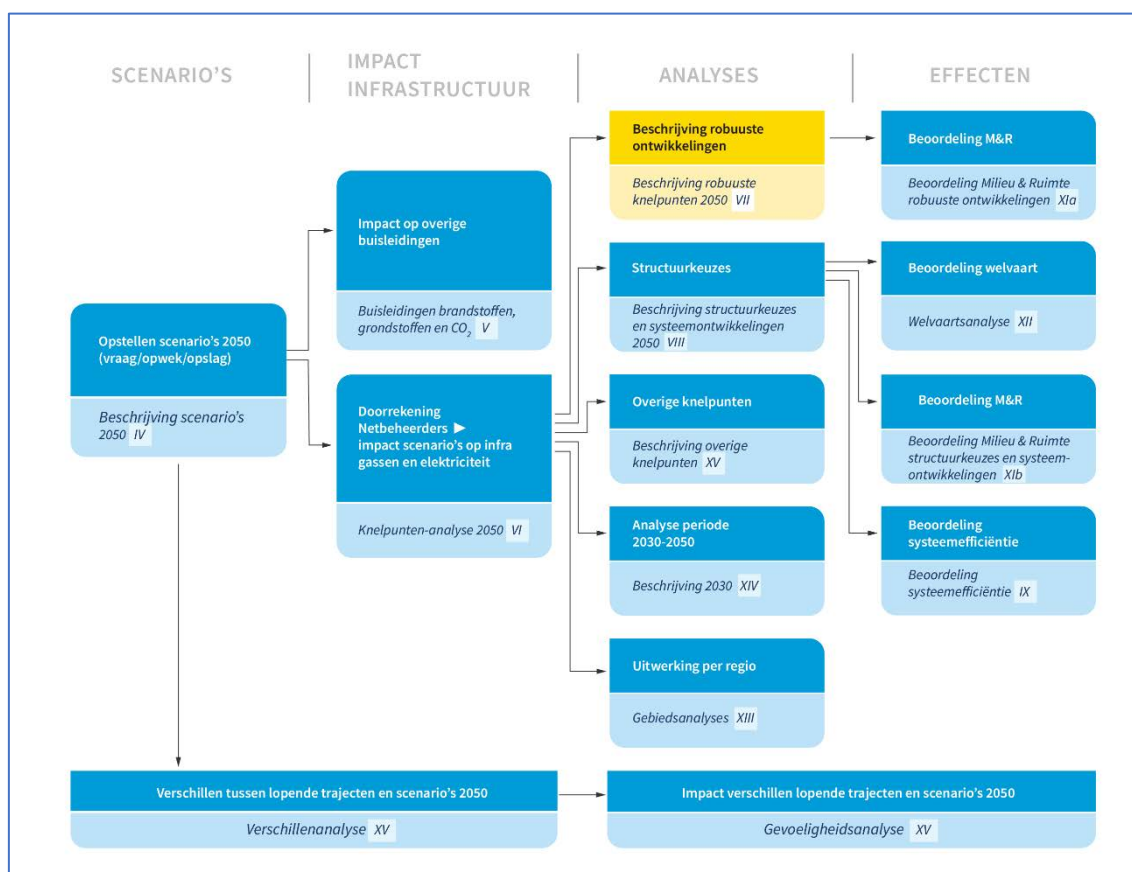 SCENARIO’S
IMPACT
INFRASTRUCTUUR
ANALYSES
EFFECTEN
Opstellen scenario’s 2050
(vraag/opwek/opslag)
Beschrijving scenario’s
2050 IV
Impact op overige
buisleidingen
Buisleidingen brandstoffen,
grondstoffen en CO₂ V
Doorrekening
Netbeheerders ▶
impact scenario’s op infra
gassen en elektriciteit
Knelpunten-analyse 2050 VI
Beschrijving robuuste
ontwikkelingen
Beschrijving robuuste
knelpunten 2050 VII
Structuurkeuzes
Beschrijving structuurkeuzes
en systeemontwikkelingen
2050 VIII
Overige knelpunten
Beschrijving overige
knelpunten XV
Analyse periode
2030-2050
Beschrijving 2030 XIV
Uitwerking per regio
Gebiedsanalyses XIII
Beoordeling M&R
Beoordeling Milieu & Ruimte
robuuste ontwikkelingen XIa
Beoordeling welvaart
Welvaartsanalyse XII
Beoordeling M&R
Beoordeling Milieu & Ruimte
structuurkeuzes en systeem-
ontwikkelingen XIb
Beoordeling
systeemefficiëntie
Beoordeling
systeemefficiëntie IX
Verschillen tussen lopende trajecten en scenario’s 2050
Verschillenanalyse XV
Impact verschillen lopende trajecten en scenario’s 2050
Gevoeligheidsanalyse XV